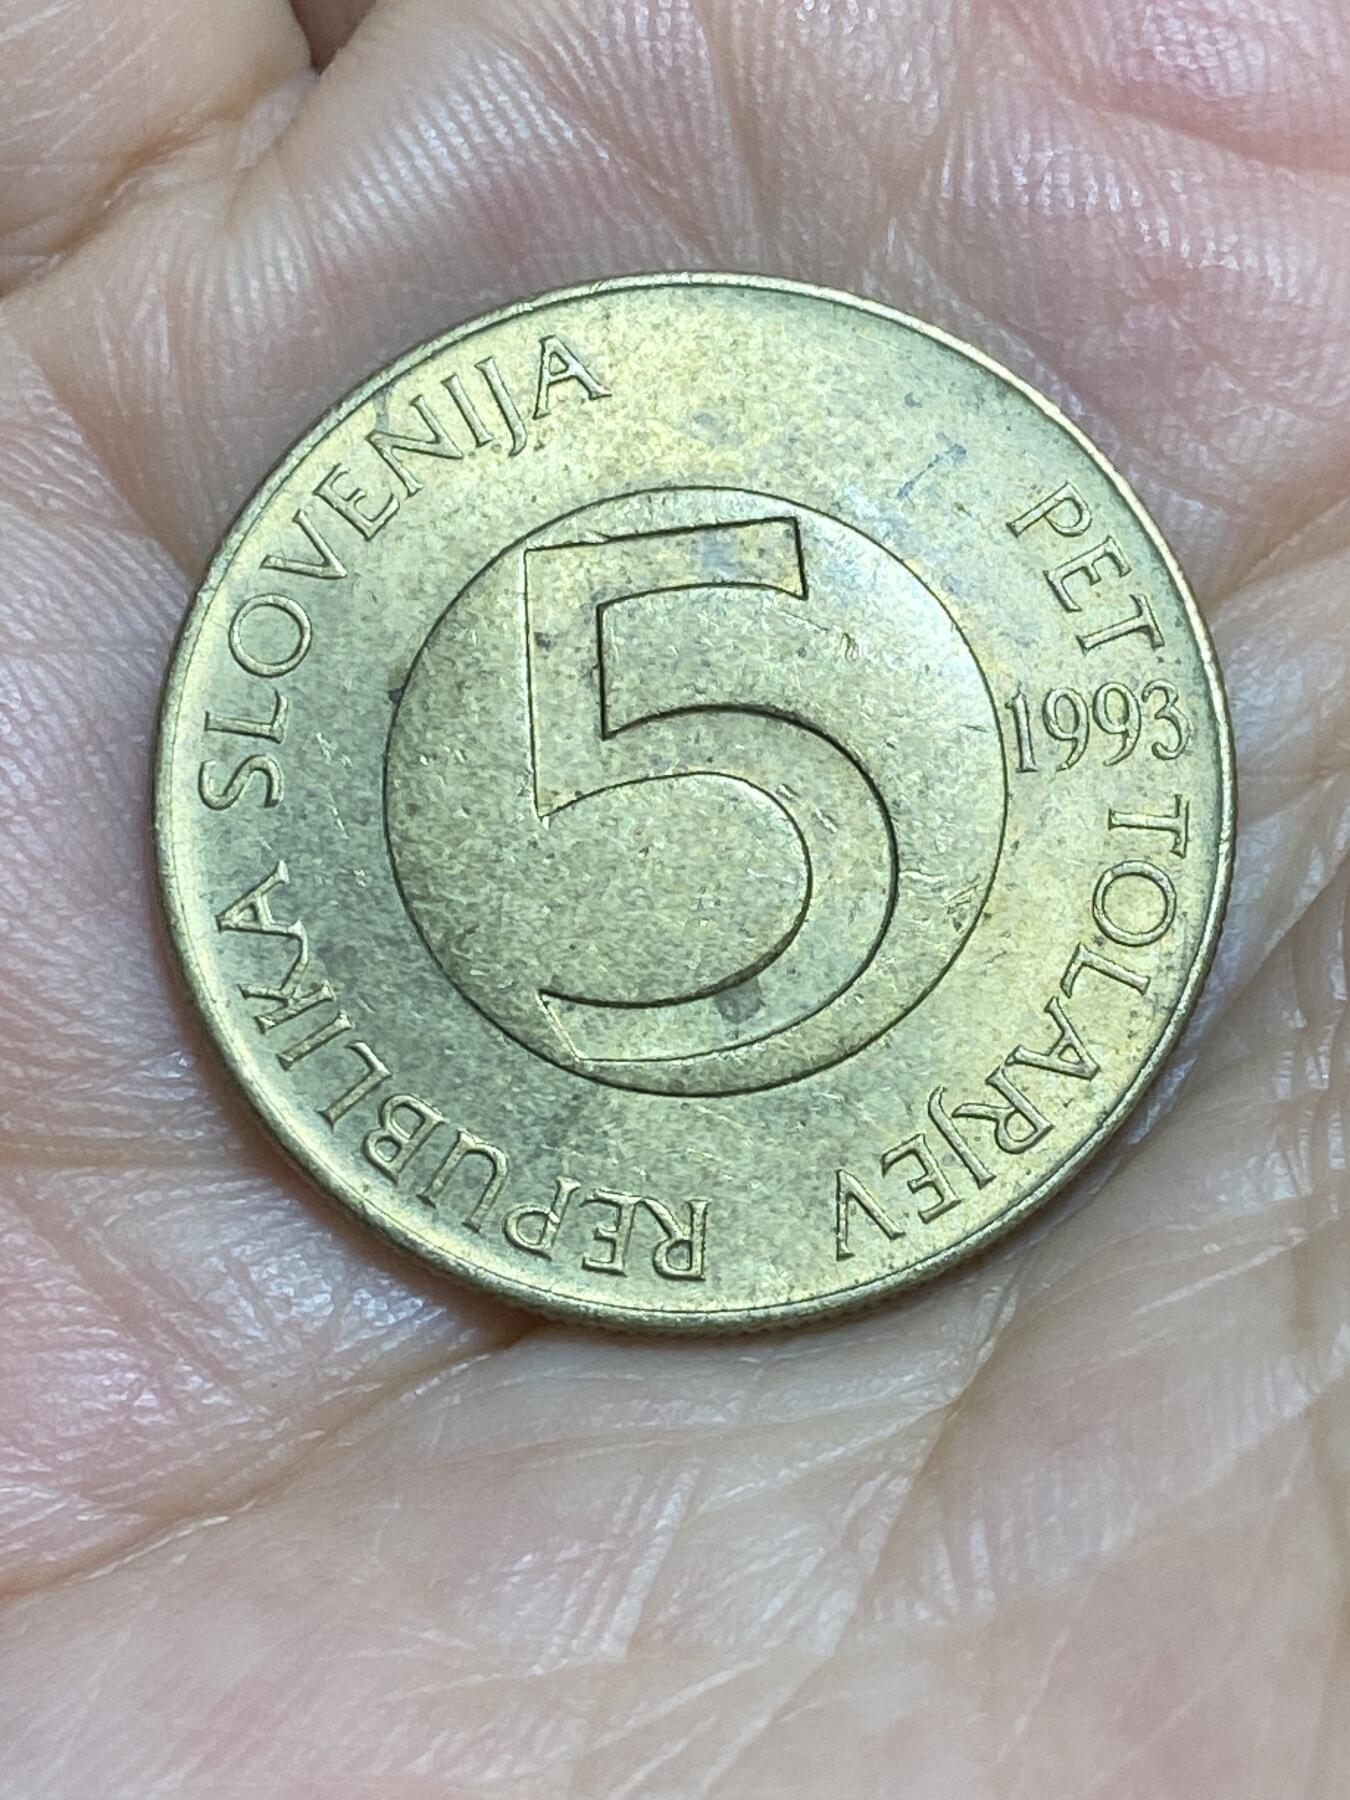 REPUBLIKA SLOVENIJA
PET TOLARJEV
1993
5